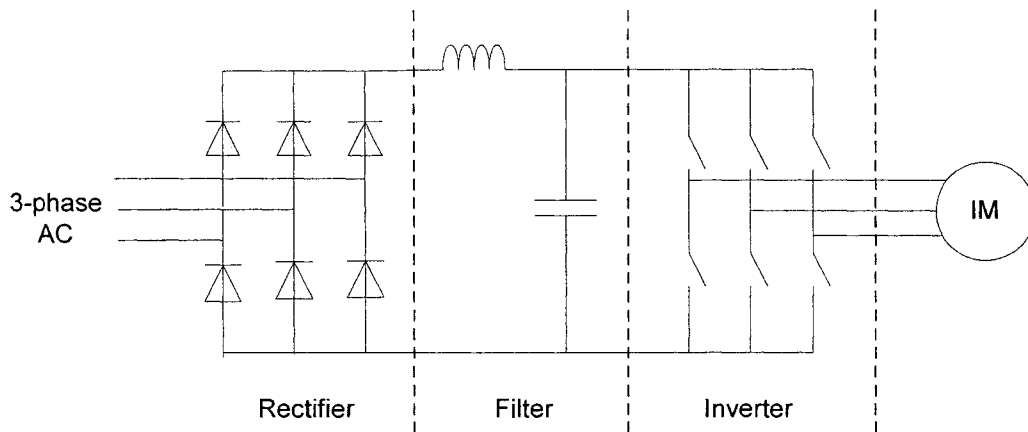 3-phase
AC
IM
Rectifier
Filter
Inverter